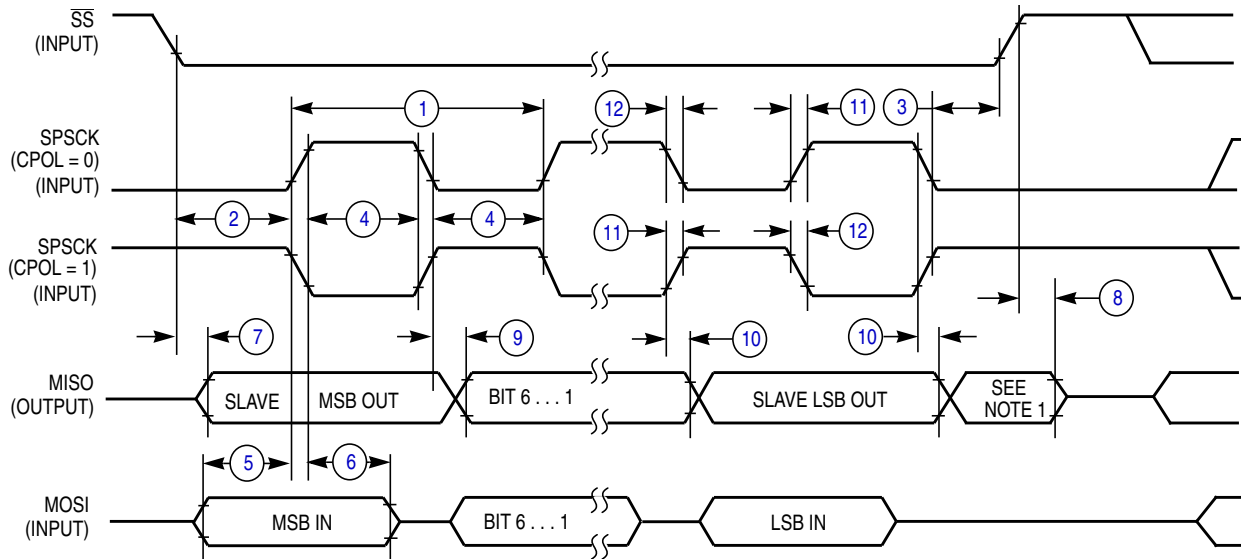 SS
(INPUT)
1
12
11
3
SPSCK
(CPOL = 0)
(INPUT)
2
4
4
SPSCK
(CPOL = 1)
(INPUT)
11
12
8
7
9
10
10
MISO
(OUTPUT)
SLAVE
MSB OUT
BIT 6 . . . 1
SLAVE LSB OUT
SEE
NOTE 1
5
6
MOSI
(INPUT)
MSB IN
BIT 6 . . . 1
LSB IN